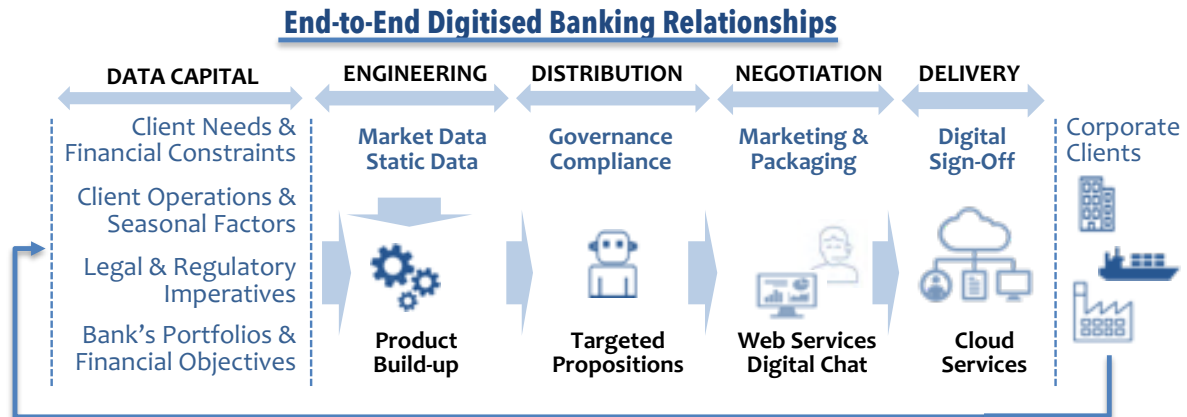 End-to-End Digitised Banking Relationships
DATA CAPITAL
ENGINEERING
DISTRIBUTION
NEGOTIATION
DELIVERY
Client Needs &
Financial Constraints
Client Operations &
Seasonal Factors
Legal & Regulatory
Imperatives
Bank's Portfolios &
Financial Objectives
Market Data
Static Data
Product
Build-up
Governance
Compliance
Targeted
Propositions
Marketing &
Packaging
Web Services
Digital Chat
Digital
Sign-Off
Cloud
Services
Corporate
Clients